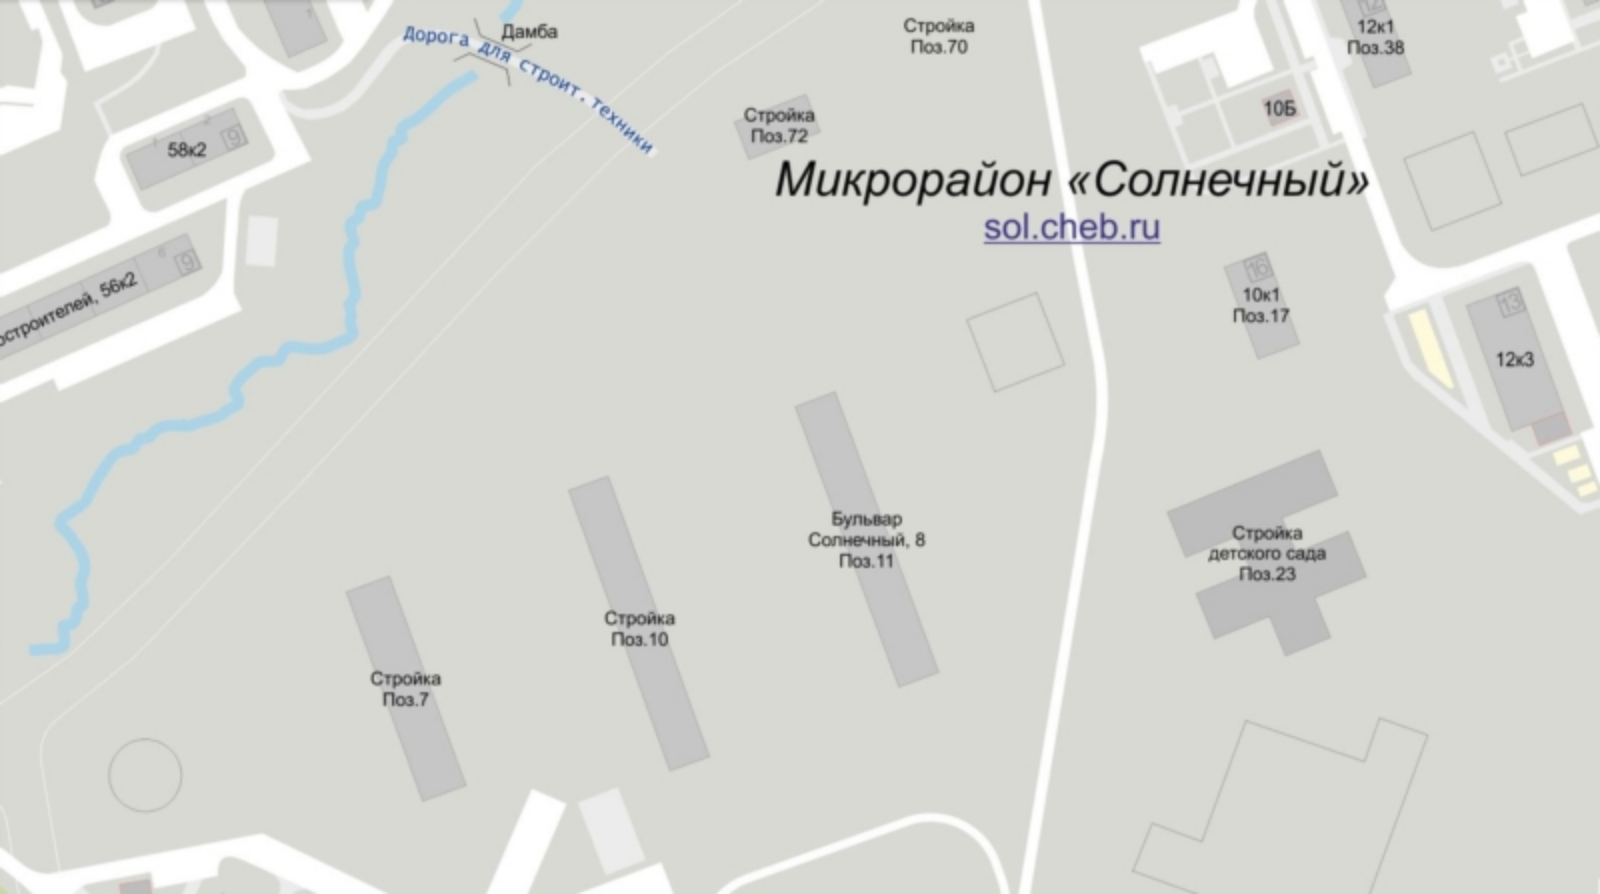 Дорога для строит.техники
Дамба
Стройка
Поз.70
12
12к1
Поз.38
Стройка
Поз.72
10Б
58к2
9
Микрорайон «Солнечный»
sol.cheb.ru
9
остроителей, 56к2
16
10к1
Поз.17
13
12к3
Бульвар
Солнечный, 8
Поз.11
Стройка
детского сада
Поз.23
Стройка
Поз.10
Стройка
Поз.7